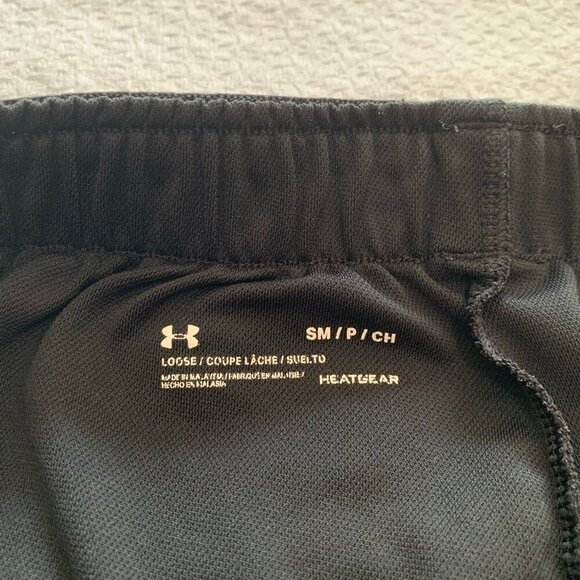 SM / P / CH
LOOSE / COUPE LÂCHE / SUELTO
MADE IN MALAYSIA / FABRIQUÉ EN MALAISIE /
HECHO EN MALASIA
HEATGEAR